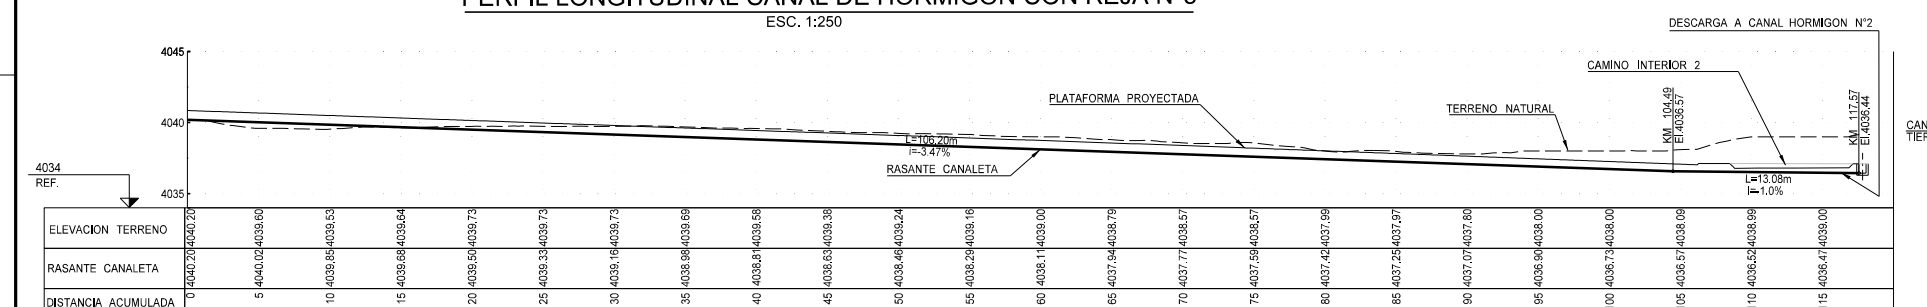 PERFIL LONGITUDINAL CANAL DE HORMIGON CON REJA
ESC. 1:250
DESCARGA A CANAL HORMIGON N°2
4045
4040
4035
4034
REF.
CAMINO INTERIOR 2
PLATAFORMA PROYECTADA
TERRENO NATURAL
KM 104.49
El.4036.57
KM 117.57
El.4036.44
L=106.20m
i=-3.47%
RASANTE CANALETA
L=13.08m
I=-1.0%
ELEVACION TERRENO 4040.20 4039.60 4039.53 4039.64 4039.73 4039.73 4039.73 4039.69 4039.58 4039.38 4039.24 4039.16 4039.00 4038.79 4038.57 4038.57 4037.99 4037.97 4037.80 4038.00 4038.00 4038.09 4038.99 4039.00
RASANTE CANALETA 4040.20 4040.02 4039.85 4039.68 4039.50 4039.33 4039.16 4038.98 4038.81 4038.63 4038.46 4038.29 4038.11 4037.94 4037.77 4037.59 4037.42 4037.25 4037.07 4036.90 4036.73 4036.57 4036.52 4036.47
DISTANCIA ACUMULADA 0 5 10 15 20 25 30 35 40 45 50 55 60 65 70 75 80 85 90 95 100 105 110 115